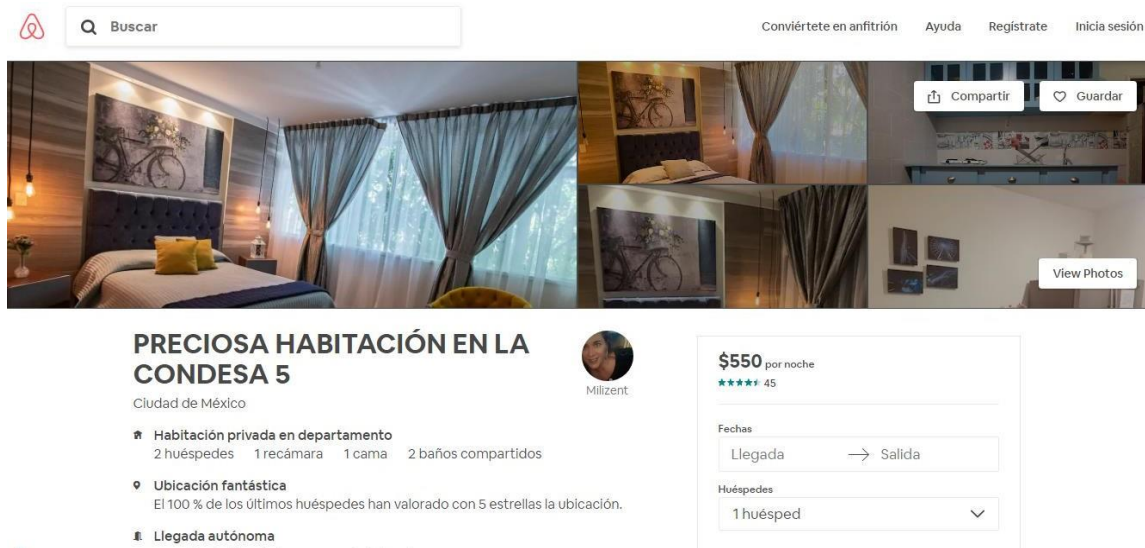 Buscar
Conviértete en anfitrión Ayuda Regístrate Inicia sesión
Compartir Guardar
View Photos
PRECIOSA HABITACIÓN EN LA
CONDESA 5
Ciudad de México
Milizent
Habitación privada en departamento
2 huéspedes 1 recámara 1 cama 2 baños compartidos
Ubicación fantástica
El 100 % de los últimos huéspedes han valorado con 5 estrellas la ubicación.
Llegada autónoma
$550 por noche
45
Fechas
Llegada Salida
Huéspedes
1 huésped